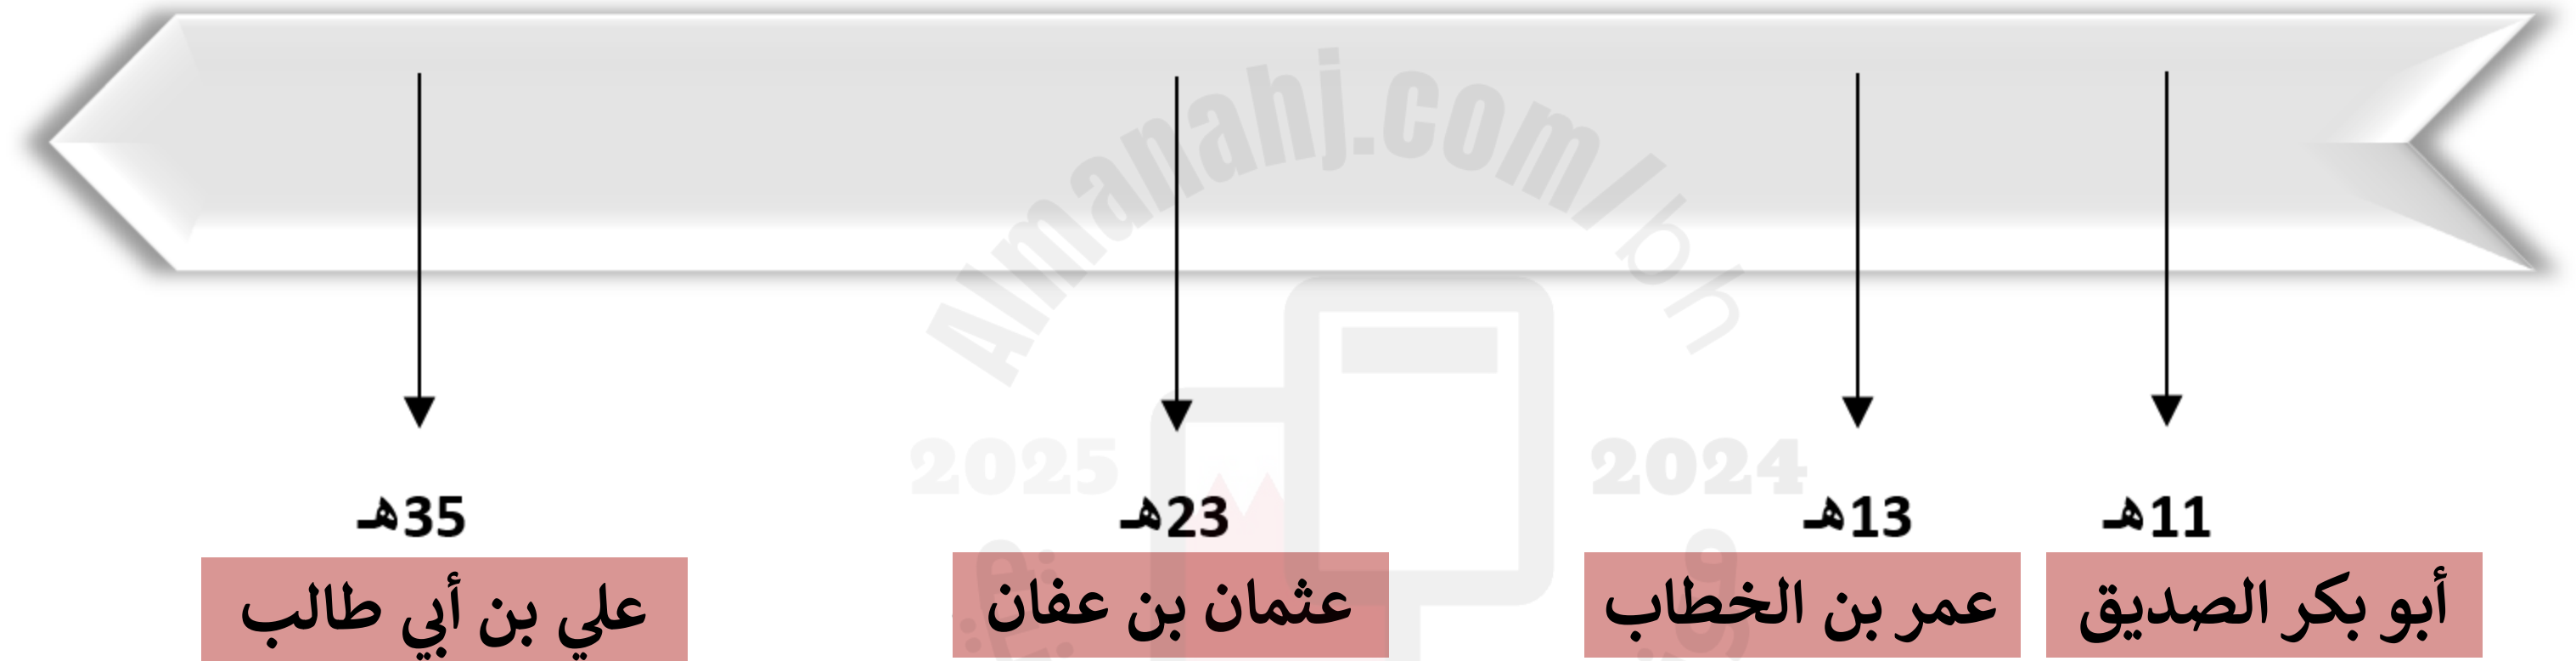 Almanahj.com/bh
2024 2025
11هـ 13هـ 23هـ 35هـ
أبو بكر الصديق عمر بن الخطاب عثمان بن عفان علي بن أبي طالب